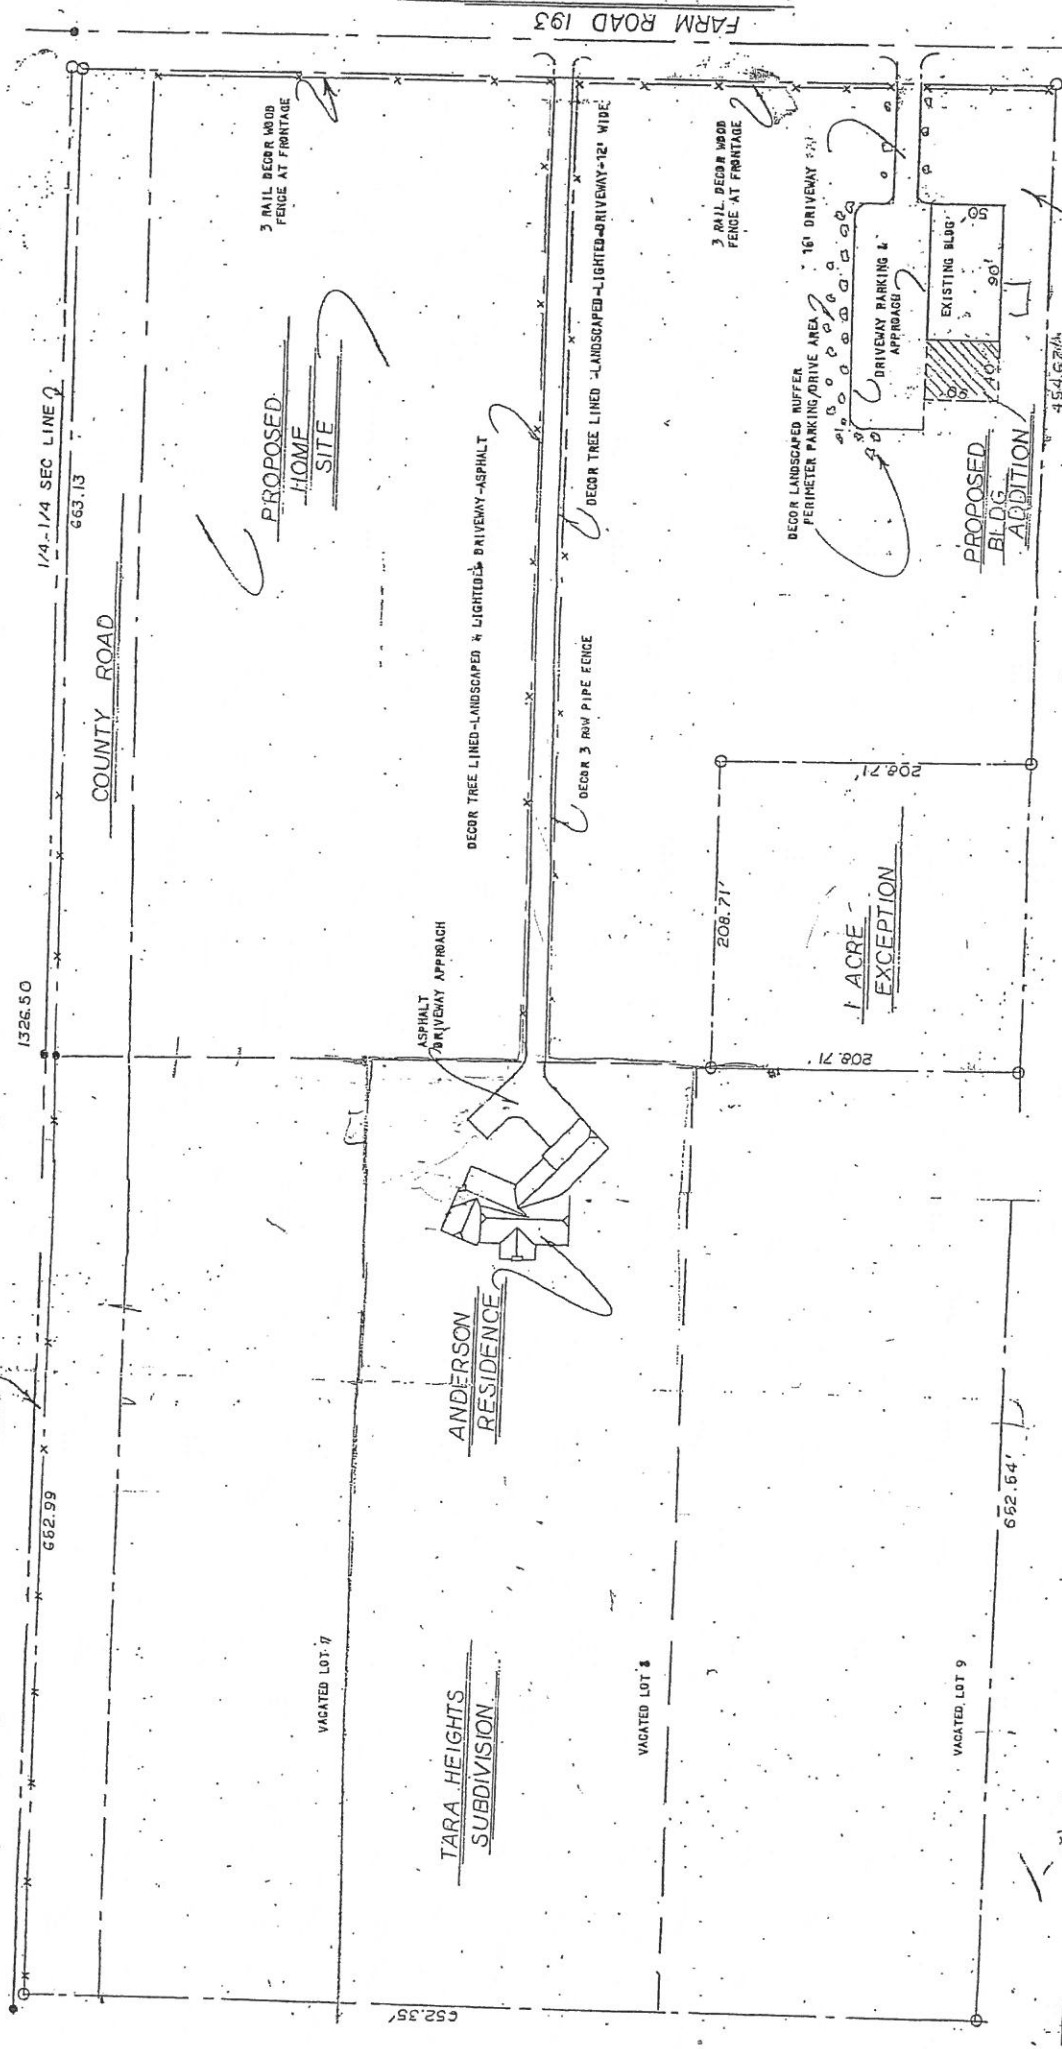 FARM ROAD 193
1326.50
1/4-1/4 SEC LINE
663.13
COUNTY ROAD
662.99
3 RAIL DECOR WOOD
FENCE AT FRONTAGE
PROPOSED
HOME
SITE
DECOR TREE LINED-LANDSCAPED & LIGHTED DRIVEWAY-ASPHALT
DECOR TREE LINED-LANDSCAPED-LIGHTED-DRIVEWAY-12' WIDE
DECOR 3 ROW PIPE FENCE
ASPHALT
DRIVEWAY APPROACH
3 RAIL DECOR WOOD
FENCE AT FRONTAGE
16' DRIVEWAY
DECOR LANDSCAPED BUFFER
PERIMETER PARKING/DRIVE AREA
DRIVEWAY PARKING &
APPROACH
EXISTING BLDG
50'
90'
40
PROPOSED
BLDG
ADDITION
208.71'
208.71'
208.71'
1 ACRE
EXCEPTION
ANDERSON
RESIDENCE
TARA HEIGHTS
SUBDIVISION
VACATED LOT 7
VACATED LOT 8
VACATED LOT 9
652.35'
662.64'